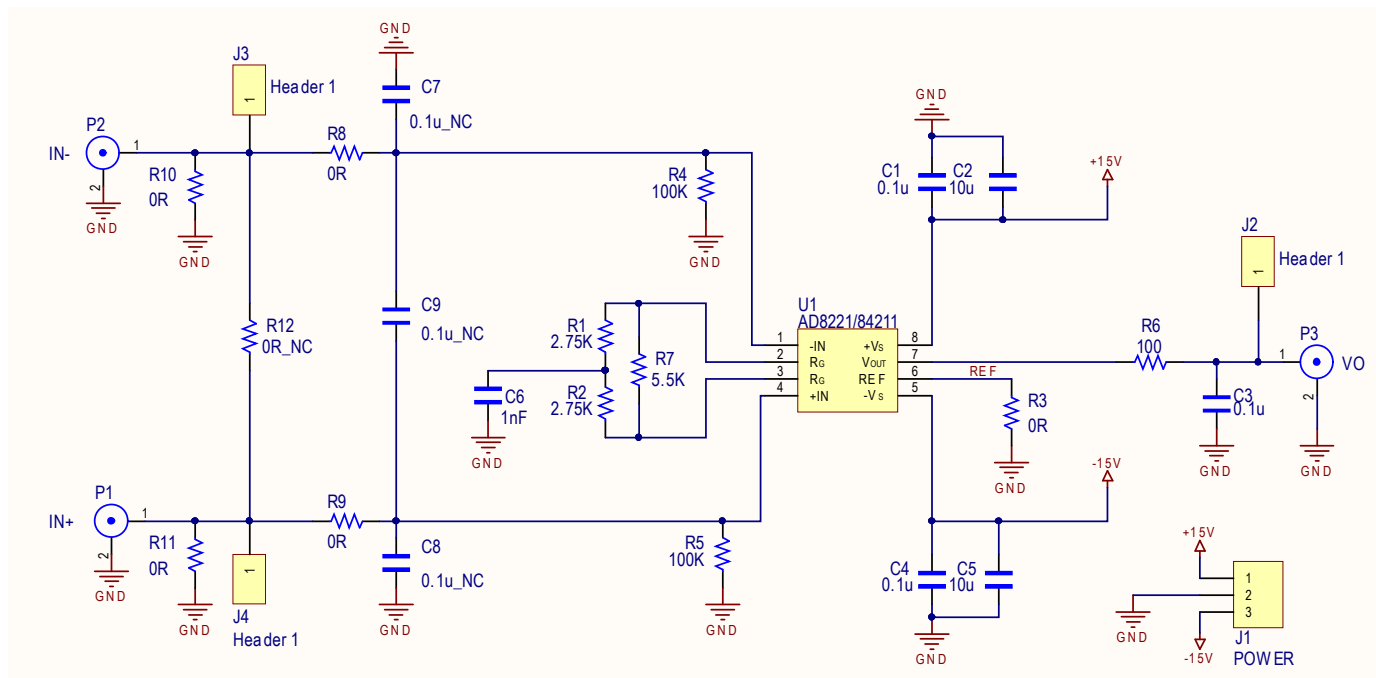 GND
J3
1
Header 1
C7
0.1u_NC
P2
IN-
1
2
GND
R10
0R
GND
R8
0R
R4
100K
GND
GND
C1
0.1u
C2
10u
+15V
J2
1
Header 1
R12
0R_NC
C9
0.1u_NC
R1
2.75K
R2
2.75K
R7
5.5K
C6
1nF
GND
U1
AD8221/84211
1
-IN
+Vs
8
2
RG
VOUT
7
3
RG
REF
6
4
+IN
-Vs
5
REF
R3
0R
GND
R6
100
C3
0.1u
GND
P3
1
VO
2
GND
P1
IN+
1
2
GND
R11
0R
GND
1
J4
Header 1
R9
0R
C8
0.1u_NC
GND
R5
100K
GND
-15V
C4
0.1u
C5
10u
GND
+15V
1
2
3
GND
-15V
J1
POWER